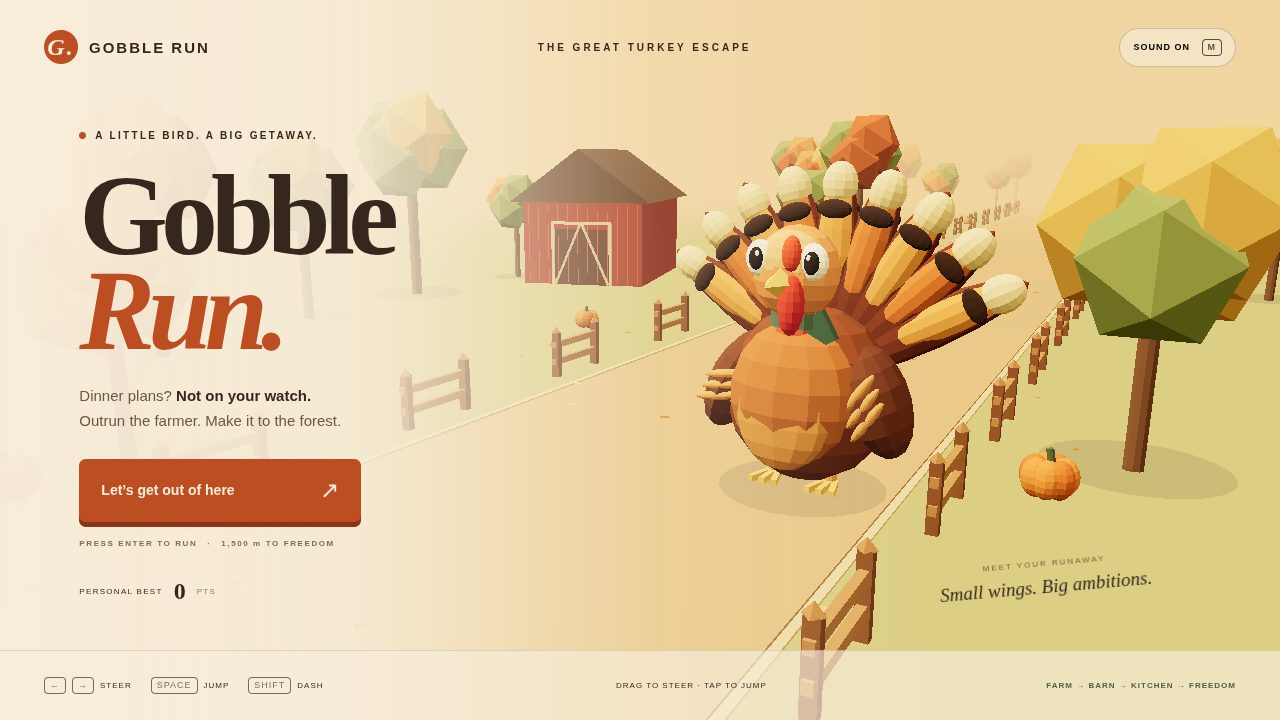 G. GOBBLE RUN
THE GREAT TURKEY ESCAPE
SOUND ON M
A LITTLE BIRD. A BIG GETAWAY.
Gobble
Run.
Dinner plans? Not on your watch.
Outrun the farmer. Make it to the forest.
Let's get out of here ↗
PRESS ENTER TO RUN · 1,500 m TO FREEDOM
PERSONAL BEST 0 PTS
MEET YOUR RUNAWAY
Small wings. Big ambitions.
← → STEER SPACE JUMP SHIFT DASH
DRAG TO STEER · TAP TO JUMP
FARM → BARN → KITCHEN → FREEDOM